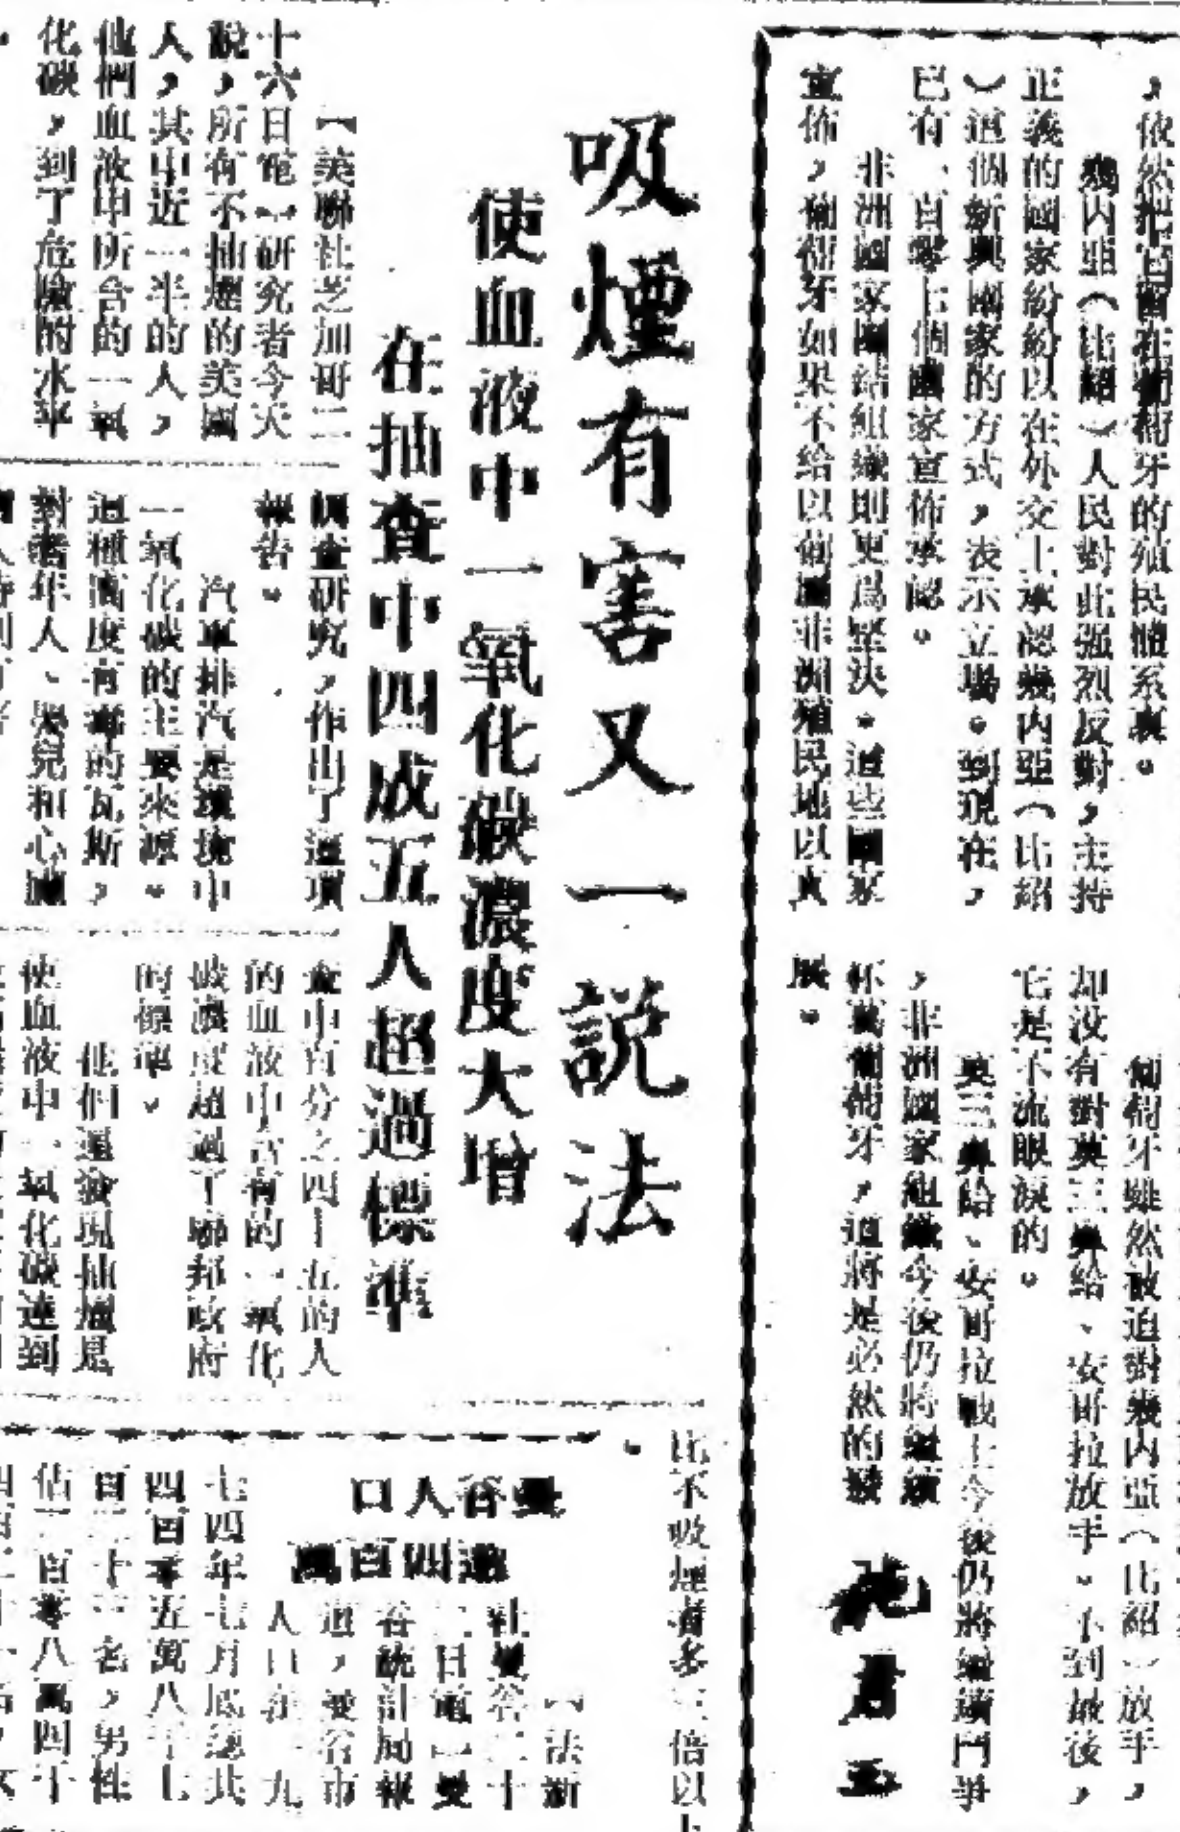 ，依然把它留在葡萄牙的殖民體系裏。
幾內亞（比紹）人民對此强烈反對，主持
正義的國家紛紛以在外交上承認幾內亞（比紹
）這個新興國家的方式，表示立場。到現在，
已有一百零七個國家宣佈承認。
非洲國家團結組織則更爲堅決。這些國家
宣佈，葡萄牙如果不給以前非洲殖民地以真
葡萄牙雖然被迫對幾內亞（比紹）放手，
却没有對莫三鼻給、安哥拉放手。不到最後，
它是不流眼淚的。
莫三鼻給、安哥拉戰士今後仍將繼續鬥爭
，非洲國家組織今後仍將繼續
杯葛葡萄牙，這將是必然的發
展。
吸煙有害又一説法
使血液中一氧化碳濃度大增
在抽查中四成五人超過標準
【美聯社芝加哥二
十六日電】研究者今天
説，所有不抽煙的美國
人，其中近一半的人，
他們血液中所含的一氧
化碳，到了危險的水平
調查研究，作出了這項
報告。
汽車排汽是環境中
一氧化碳的主要來源。
這種濃度有毒的瓦斯，
對老年人、嬰兒和心臟
查中百分之四十五的人
的血液中含有的一氧化
碳濃度超過了聯邦政府
的標準。
他們還發現抽煙是
使血液中一氧化碳達到
比不吸煙者多三倍以上
。
曼谷人口
逾四百萬
【法新
社曼谷二十
二日電】曼
谷統計局報
道，曼谷市
人口在一九
七四年七月底總共
四百零五萬八千七
百二十二名，男性
佔二百零八萬四千